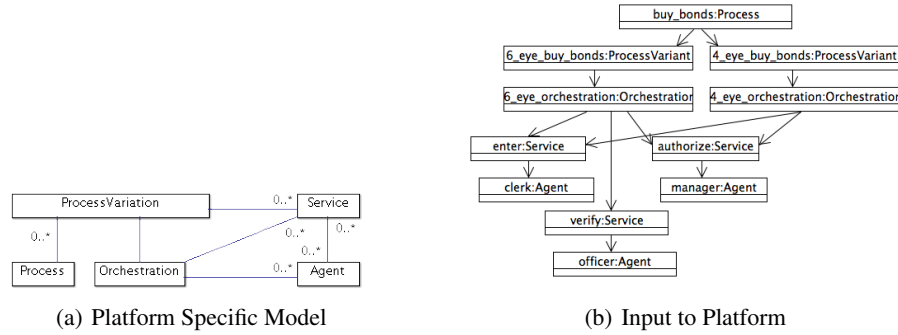 ProcessVariation
0..*
Service
0..*
0..*
0..*
0..*
Process
Orchestration
0..*
Agent
(a) Platform Specific Model
buy_bonds:Process
6_eye_buy_bonds:ProcessVariant
4_eye_buy_bonds:ProcessVariant
6_eye_orchestration:Orchestration
4_eye_orchestration:Orchestration
enter:Service
authorize:Service
clerk:Agent
manager:Agent
verify:Service
officer:Agent
(b) Input to Platform